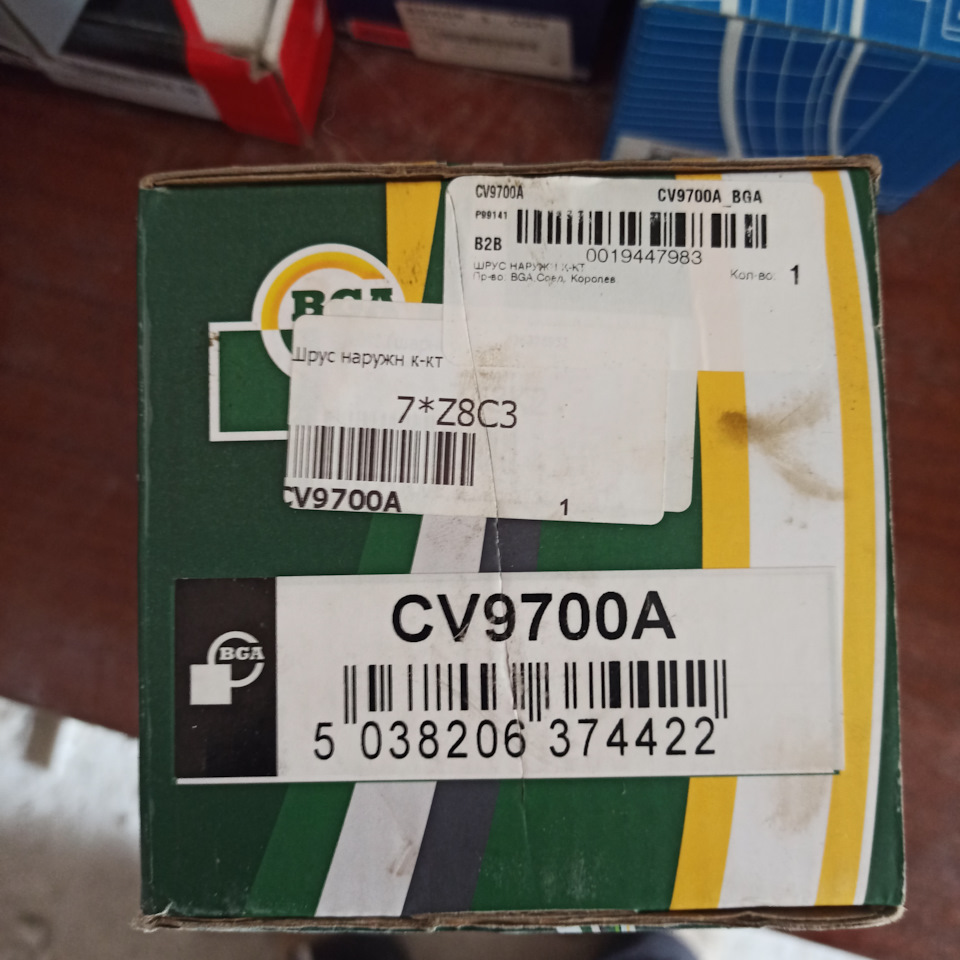 CV9700A CV9700A_BGA
P99141
B2B
0019447983
ШРУС НАРУЖН К-КТ
Пр-во: BGA,Соед. Королев
Кол-во: 1
BGA
Шрус наружн к-кт
7*Z8C3
CV9700A 1
CV9700A
BGA
5 038206 374422